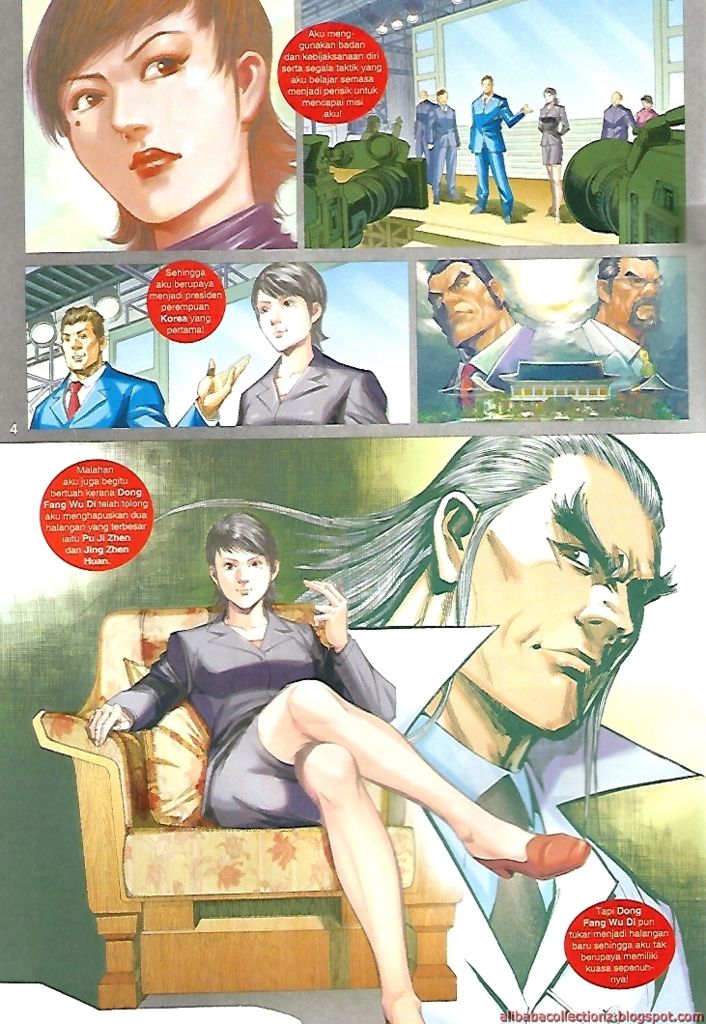 Aku meng-
gunakan badan
dan kebijaksanaan diri
serta segala taktik yang
aku belajar semasa
menjadi perisik untuk
mencapai misi
aku!
Sehingga
aku berupaya
menjadi presiden
perempuan
Korea yang
pertama!
4
Malahan
aku juga begitu
bertuah kerana Dong
Fang Wu Di telah tolong
aku menghapuskan dua
halangan yang terbesar
iaitu Pu Ji Zhen
dan Jing Zhen
Huan.
Tapi Dong
Fang Wu Di pun
tukar menjadi halangan
baru sehingga aku tak
berupaya memiliki
kuasa sepenuh-
nya!
alibabacollectioriz.blogspot.com